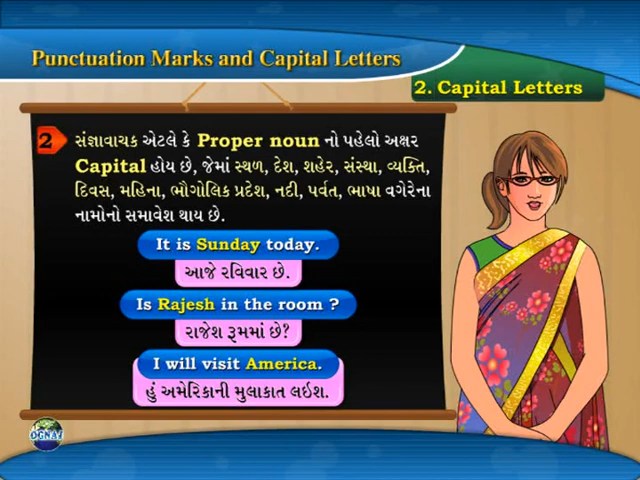 Punctuation Marks and Capital Letters
2. Capital Letters
2 સંજ્ઞાવાચક એટલે કે Proper noun નો પહેલો અક્ષર
Capital હોય છે, જેમાં સ્થળ, દેશ, શહેર, સંસ્થા, વ્યક્તિ,
દિવસ, મહિના, ભૌગોલિક પ્રદેશ, નદી, પર્વત, ભાષા વગેરેના
નામોનો સમાવેશ થાય છે.
It is Sunday today.
આજે રવિવાર છે.
Is Rajesh in the room ?
રાજેશ રૂમમાં છે?
I will visit America.
હું અમેરિકાની મુલાકાત લઇશ.
OGNAT